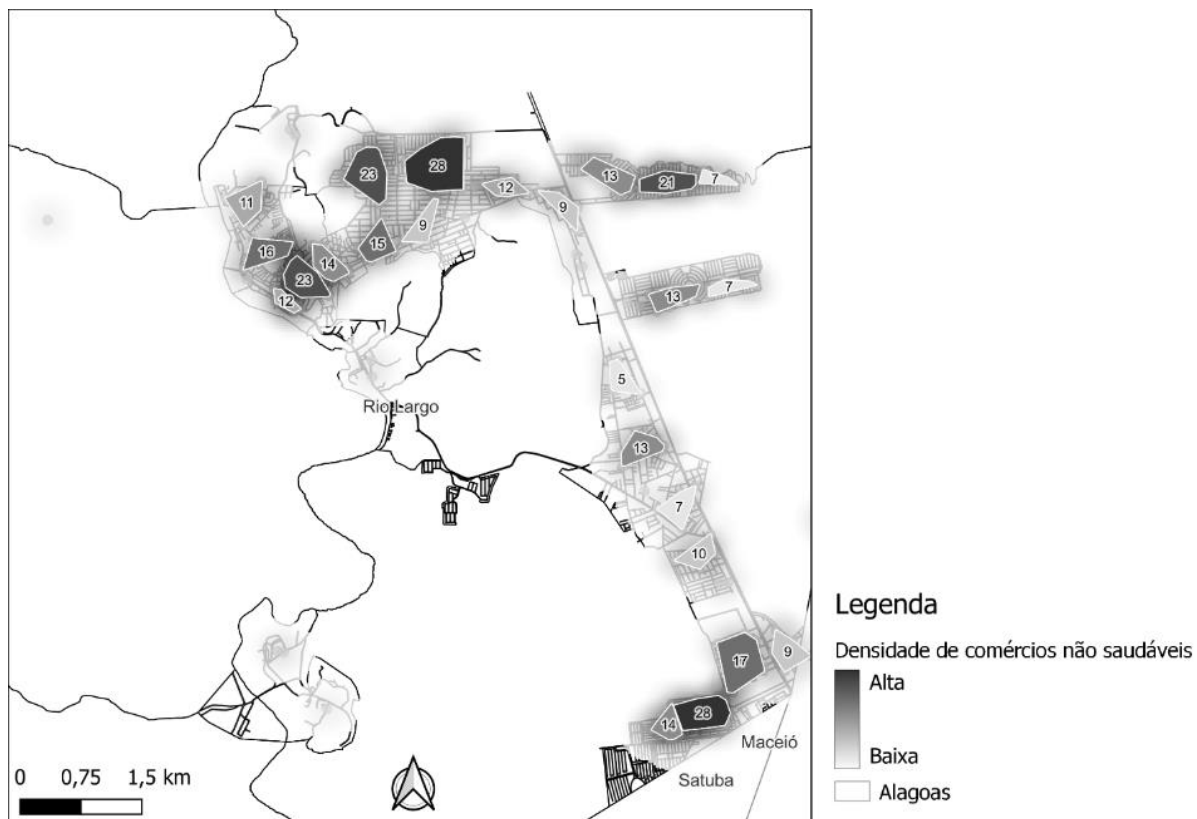 28
23
12
13
21
7
11
9
9
15
16
14
23
12
13
7
5
Rio Largo
13
7
10
17
9
28
14
Maceió
Satuba
0 0,75 1,5 km
Legenda
Densidade de comércios não saudáveis
Alta
Baixa
Alagoas